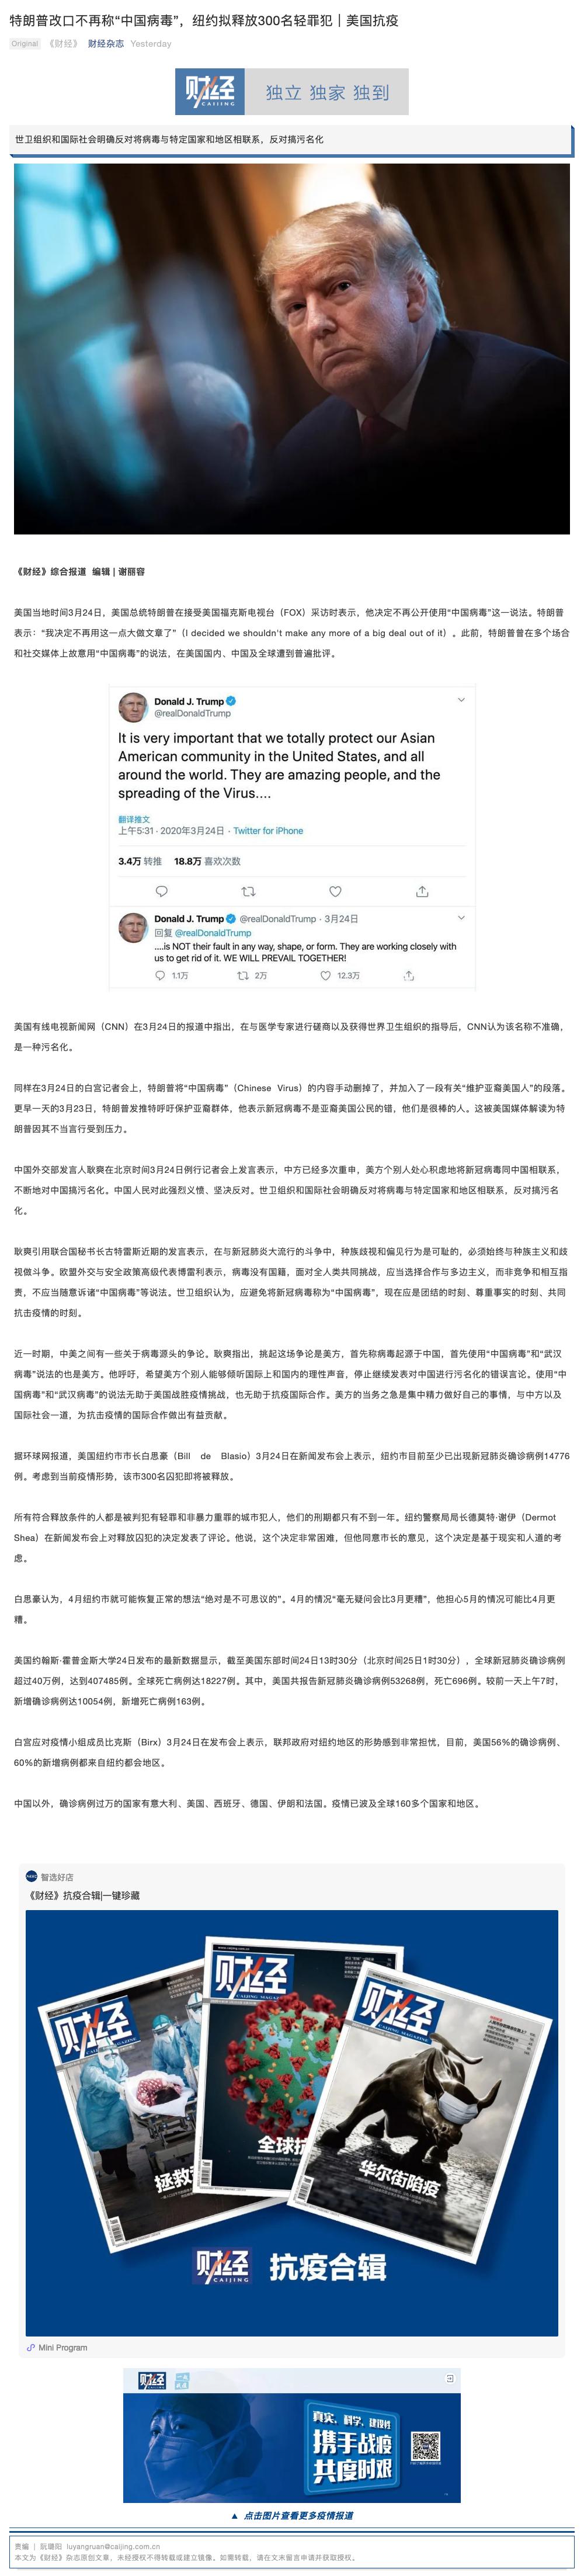 特朗普改口不再称“中国病毒”，纽约拟释放300名轻罪犯｜美国抗疫
Original 《财经》 财经杂志 Yesterday
财经
CAIJING
独立 独家 独到
世卫组织和国际社会明确反对将病毒与特定国家和地区相联系，反对搞污名化
《财经》综合报道 编辑 | 谢丽容
美国当地时间3月24日，美国总统特朗普在接受美国福克斯电视台（FOX）采访时表示，他决定不再公开使用“中国病毒”这一说法。特朗普
表示：“我决定不再用这一点大做文章了”（I decided we shouldn't make any more of a big deal out of it）。此前，特朗普曾在多个场合
和社交媒体上故意用“中国病毒”的说法，在美国国内、中国及全球遭到普遍批评。
Donald J. Trump
@realDonaldTrump
It is very important that we totally protect our Asian
American community in the United States, and all
around the world. They are amazing people, and the
spreading of the Virus....
翻译推文
上午5:31 · 2020年3月24日 · Twitter for iPhone
3.4万 转推 18.8万 喜欢次数
Donald J. Trump @realDonaldTrump · 3月24日
回复 @realDonaldTrump
....is NOT their fault in any way, shape, or form. They are working closely with
us to get rid of it. WE WILL PREVAIL TOGETHER!
1.1万 2万 12.3万
美国有线电视新闻网（CNN）在3月24日的报道中指出，在与医学专家进行磋商以及获得世界卫生组织的指导后，CNN认为该名称不准确，
是一种污名化。
同样在3月24日的白宫记者会上，特朗普将“中国病毒”（Chinese Virus）的内容手动删掉了，并加入了一段有关“维护亚裔美国人”的段落。
更早一天的3月23日，特朗普发推特呼吁保护亚裔群体，他表示新冠病毒不是亚裔美国公民的错，他们是很棒的人。这被美国媒体解读为特
朗普因其不当言行受到压力。
中国外交部发言人耿爽在北京时间3月24日例行记者会上发言表示，中方已经多次重申，美方个别人处心积虑地将新冠病毒同中国相联系，
不断地对中国搞污名化。中国人民对此强烈义愤、坚决反对。世卫组织和国际社会明确反对将病毒与特定国家和地区相联系，反对搞污名
化。
耿爽引用联合国秘书长古特雷斯近期的发言表示，在与新冠肺炎大流行的斗争中，种族歧视和偏见行为是可耻的，必须始终与种族主义和歧
视做斗争。欧盟外交与安全政策高级代表博雷利表示，病毒没有国籍，面对全人类共同挑战，应当选择合作与多边主义，而非竞争和相互指
责，不应当随意诉诸“中国病毒”等说法。世卫组织认为，应避免将新冠病毒称为“中国病毒”，现在应是团结的时刻、尊重事实的时刻、共同
抗击疫情的时刻。
近一时期，中美之间有一些关于病毒源头的争论。耿爽指出，挑起这场争论是美方，首先称病毒起源于中国，首先使用“中国病毒”和“武汉
病毒”说法的也是美方。他呼吁，希望美方个别人能够倾听国际上和国内的理性声音，停止继续发表对中国进行污名化的错误言论。使用“中
国病毒”和“武汉病毒”的说法无助于美国战胜疫情挑战，也无助于抗疫国际合作。美方的当务之急是集中精力做好自己的事情，与中方以及
国际社会一道，为抗击疫情的国际合作做出有益贡献。
据环球网报道，美国纽约市市长白思豪（Bill de Blasio）3月24日在新闻发布会上表示，纽约市目前至少已出现新冠肺炎确诊病例14776
例。考虑到当前疫情形势，该市300名囚犯即将被释放。
所有符合释放条件的人都是被判犯有轻罪和非暴力重罪的城市犯人，他们的刑期都只有不到一年。纽约警察局局长德莫特·谢伊（Dermot
Shea）在新闻发布会上对释放囚犯的决定发表了评论。他说，这个决定非常困难，但他同意市长的意见，这个决定是基于现实和人道的考
虑。
白思豪认为，4月纽约市就可能恢复正常的想法“绝对是不可思议的”。4月的情况“毫无疑问会比3月更糟”，他担心5月的情况可能比4月更
糟。
美国约翰斯·霍普金斯大学24日发布的最新数据显示，截至美国东部时间24日13时30分（北京时间25日1时30分），全球新冠肺炎确诊病例
超过40万例，达到407485例。全球死亡病例达18227例。其中，美国共报告新冠肺炎确诊病例53268例，死亡696例。较前一天上午7时，
新增确诊病例达10054例，新增死亡病例163例。
白宫应对疫情小组成员比克斯（Birx）3月24日在发布会上表示，联邦政府对纽约地区的形势感到非常担忧，目前，美国56%的确诊病例、
60%的新增病例都来自纽约都会地区。
中国以外，确诊病例过万的国家有意大利、美国、西班牙、德国、伊朗和法国。疫情已波及全球160多个国家和地区。
智选好店
《财经》抗疫合辑|一键珍藏
财经
CAIJING MAGAZINE
财经
CAIJING MAGAZINE
财经
CAIJING MAGAZINE
拯救
全球抗
华尔街陷疫
财经
CAIJING
抗疫合辑
Mini Program
财经
真实，科学，建设性
携手战疫
共度时艰
▲ 点击图片查看更多疫情报道
责编 | 阮璐阳 luyangruan@caijing.com.cn
本文为《财经》杂志原创文章，未经授权不得转载或建立镜像。如需转载，请在文末留言申请并获取授权。